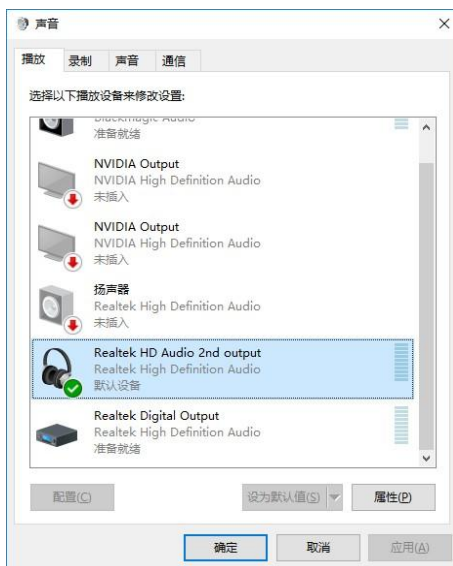 声音
播放
录制
声音
通信
选择以下播放设备来修改设置:
Blackmagic Audio
准备就绪
NVIDIA Output
NVIDIA High Definition Audio
未插入
NVIDIA Output
NVIDIA High Definition Audio
未插入
扬声器
Realtek High Definition Audio
未插入
Realtek HD Audio 2nd output
Realtek High Definition Audio
默认设备
Realtek Digital Output
Realtek High Definition Audio
准备就绪
配置(C)
设为默认值(S)
属性(P)
确定
取消
应用(A)